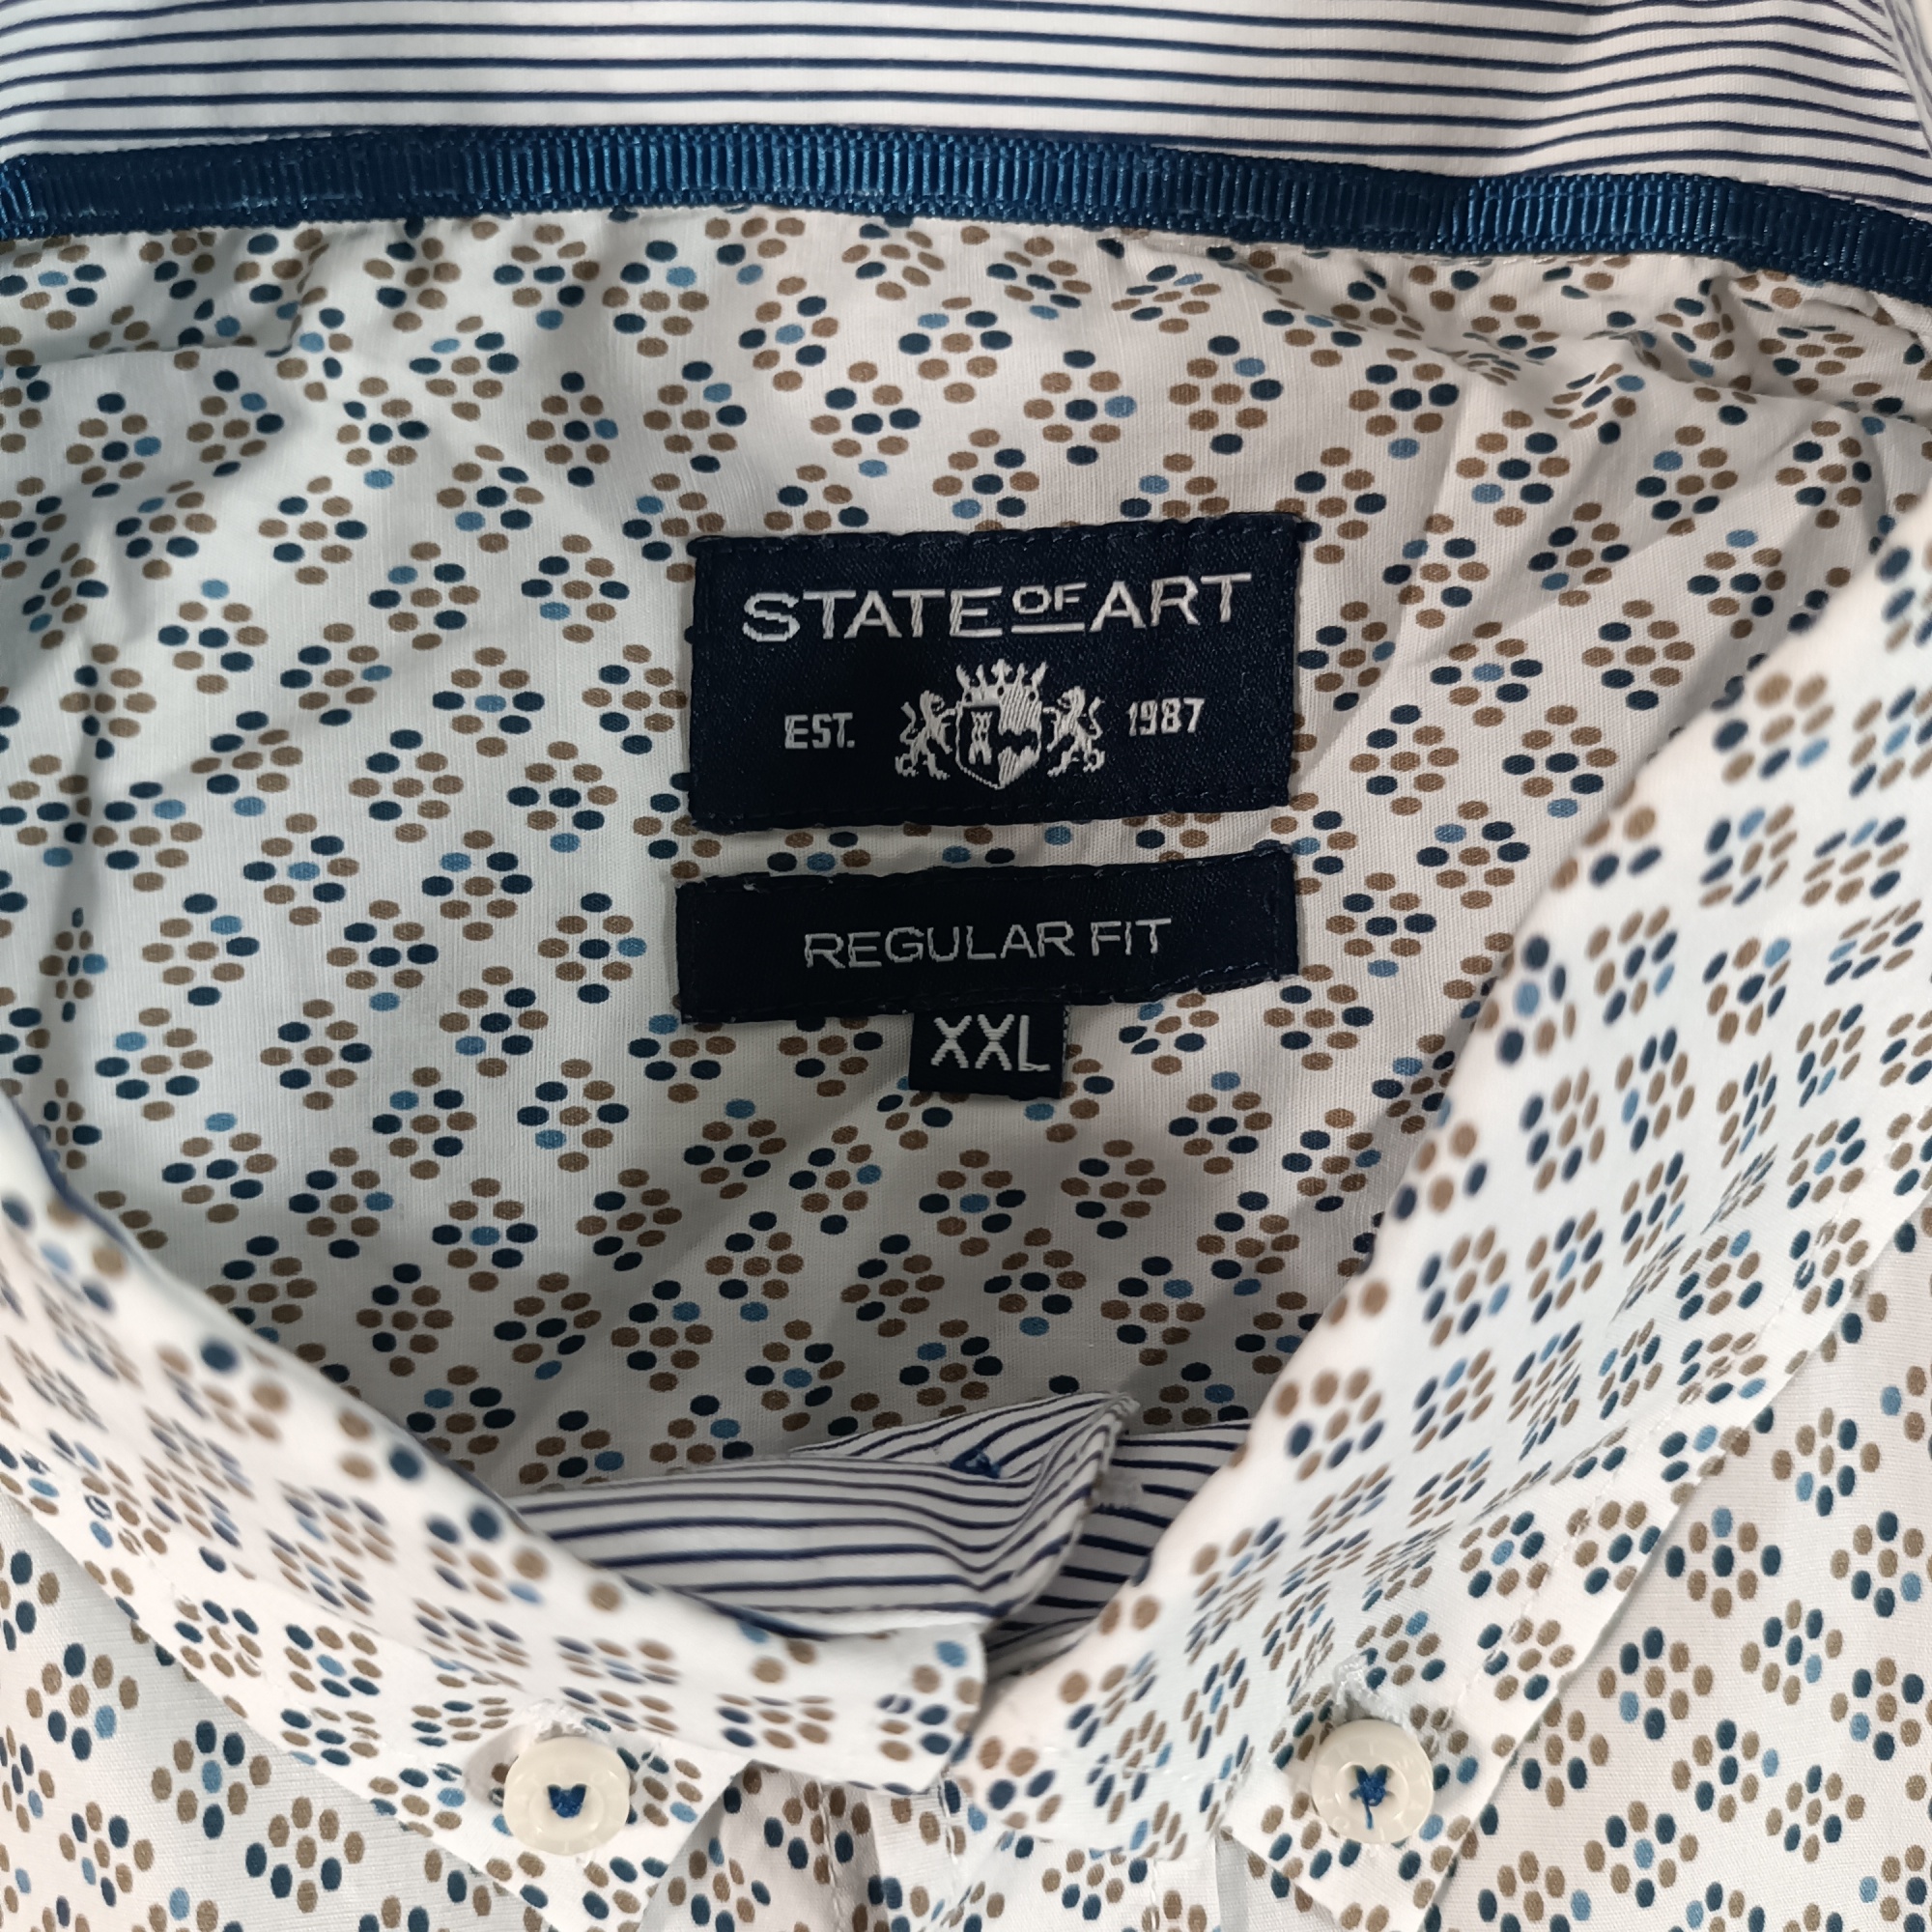 STATE OF ART
EST. 1987
REGULAR FIT
XXL